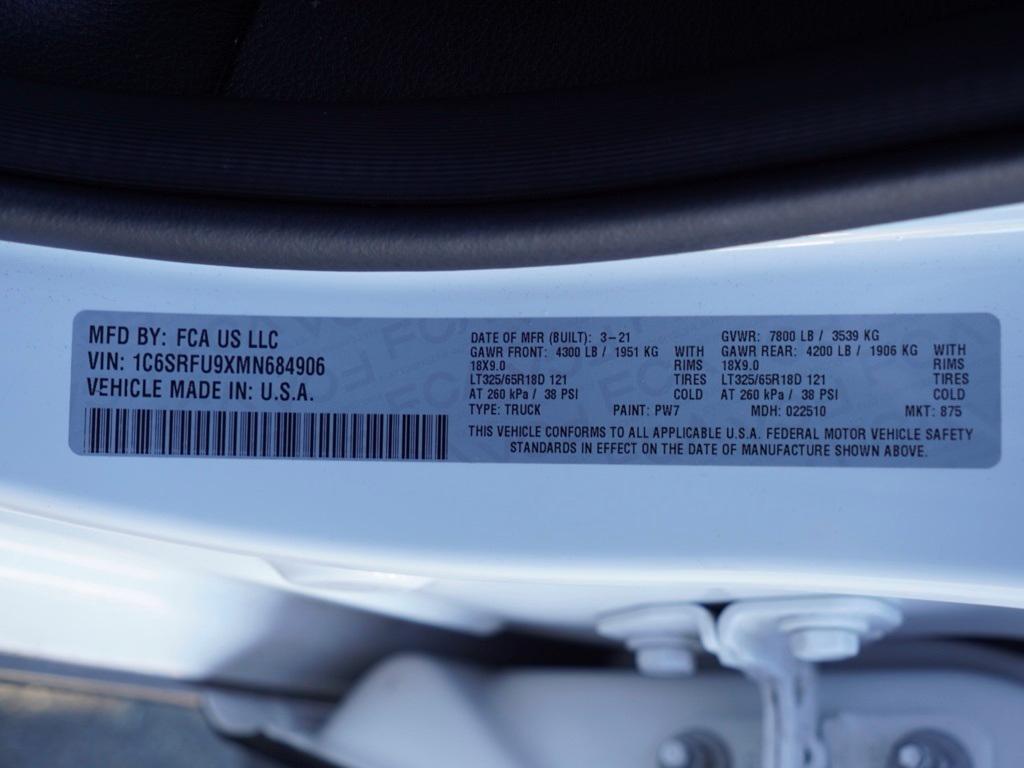 MFD BY: FCA US LLC
VIN: 1C6SRFU9XMN684906
VEHICLE MADE IN: U.S.A.
DATE OF MFR (BUILT): 3-21 GVWR: 7800 LB / 3539 KG
GAWR FRONT: 4300 LB / 1951 KG WITH GAWR REAR: 4200 LB / 1906 KG WITH
18X9.0 RIMS 18X9.0 RIMS
LT325/65R18D 121 TIRES LT325/65R18D 121 TIRES
AT 260 kPa / 38 PSI COLD AT 260 kPa / 38 PSI COLD
TYPE: TRUCK PAINT: PW7 MDH: 022510 MKT: 875
THIS VEHICLE CONFORMS TO ALL APPLICABLE U.S.A. FEDERAL MOTOR VEHICLE SAFETY
STANDARDS IN EFFECT ON THE DATE OF MANUFACTURE SHOWN ABOVE.